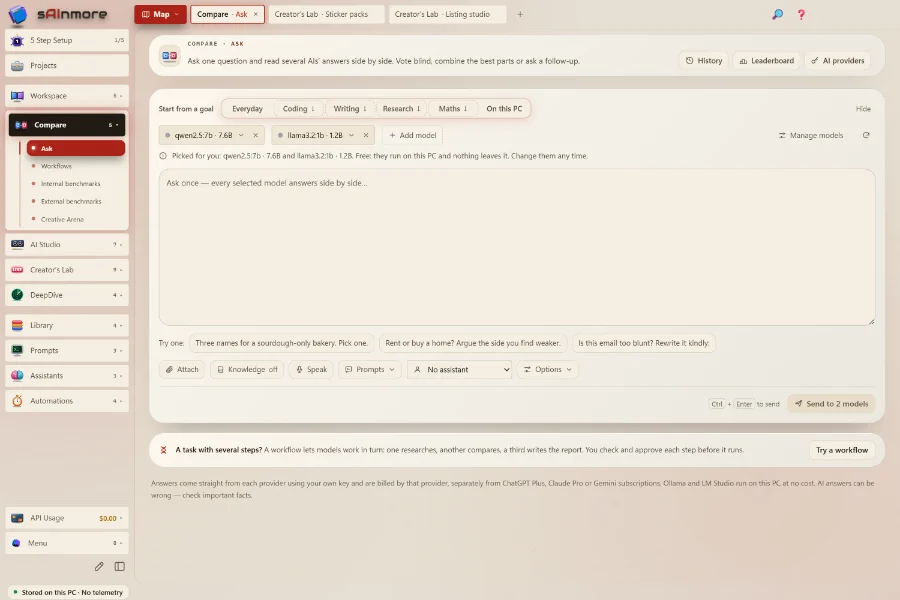 sAInmore
Map
Compare · Ask ×
Creator's Lab · Sticker packs
Creator's Lab · Listing studio
+
?
5 Step Setup 1/5
Projects
Workspace
Compare
Ask
Workflows
Internal benchmarks
External benchmarks
Creative Arena
AI Studio
Creator's Lab
DeepDive 4
Library 4
Prompts 3
Assistants
Automations 4
API Usage $0.00
Menu
Stored on this PC · No telemetry
COMPARE · ASK
Ask one question and read several AIs' answers side by side. Vote blind, combine the best parts or ask a follow-up.
History
Leaderboard
AI providers
Start from a goal
Everyday
Coding ↓
Writing ↓
Research ↓
Maths ↓
On this PC
Hide
qwen2.5:7b · 7.6B ×
llama3.2:1b · 1.2B ×
+ Add model
Manage models
Picked for you: qwen2.5:7b · 7.6B and llama3.2:1b · 1.2B. Free: they run on this PC and nothing leaves it. Change them any time.
Ask once — every selected model answers side by side...
Try one:
Three names for a sourdough-only bakery. Pick one.
Rent or buy a home? Argue the side you find weaker.
Is this email too blunt? Rewrite it kindly:
Attach
Knowledge off
Speak
Prompts
No assistant
Options
Ctrl + Enter to send
Send to 2 models
A task with several steps? A workflow lets models work in turn: one researches, another compares, a third writes the report. You check and approve each step before it runs.
Try a workflow
Answers come straight from each provider using your own key and are billed by that provider, separately from ChatGPT Plus, Claude Pro or Gemini subscriptions. Ollama and LM Studio run on this PC at no cost. AI answers can be
wrong — check important facts.